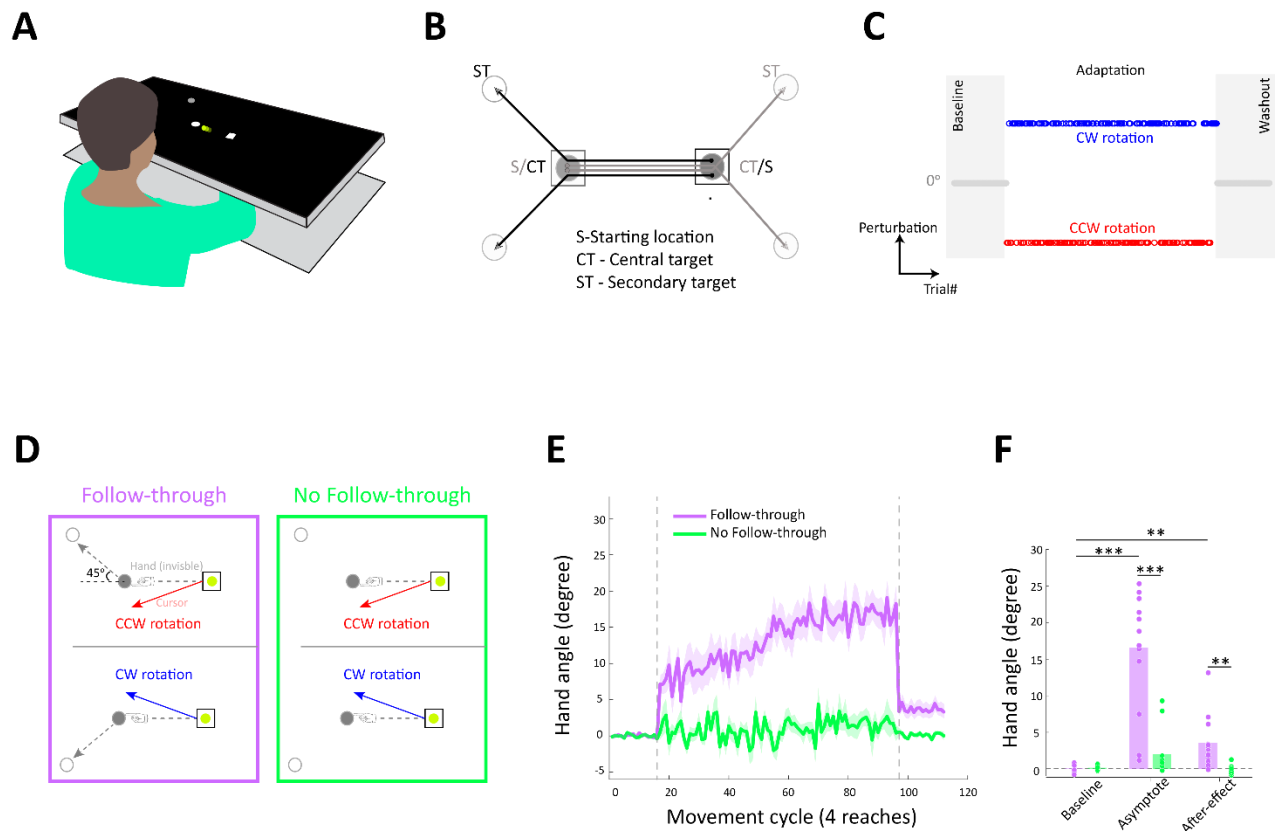 A
B
C
ST
ST
S/CT
CT/S
S-Starting location
CT - Central target
ST - Secondary target
Baseline
Adaptation
Washout
CW rotation
0º
CCW rotation
Perturbation
Trial#
D
E
F
Follow-through
No Follow-through
45º
Hand (invisble)
Cursor
CCW rotation
CCW rotation
CW rotation
CW rotation
Hand angle (degree)
30
25
20
15
10
5
0
-5
Follow-through
No Follow-through
0
20
40
60
80
100
120
Movement cycle (4 reaches)
Hand angle (degree)
30
25
20
15
10
5
0
**
***
***
**
Baseline
Asymptote
After-effect